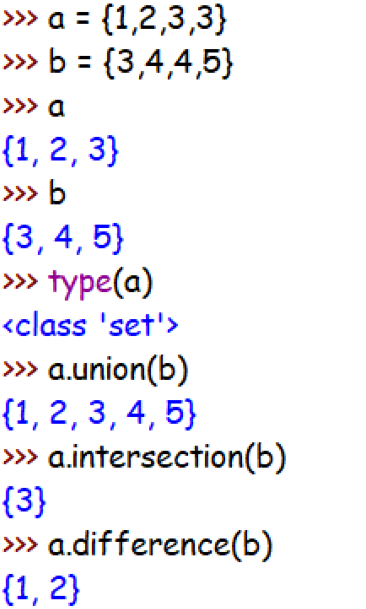 >>> a = {1,2,3,3}
>>> b = {3,4,4,5}
>>> a
{1, 2, 3}
>>> b
{3, 4, 5}
>>> type(a)
<class 'set'>
>>> a.union(b)
{1, 2, 3, 4, 5}
>>> a.intersection(b)
{3}
>>> a.difference(b)
{1, 2}